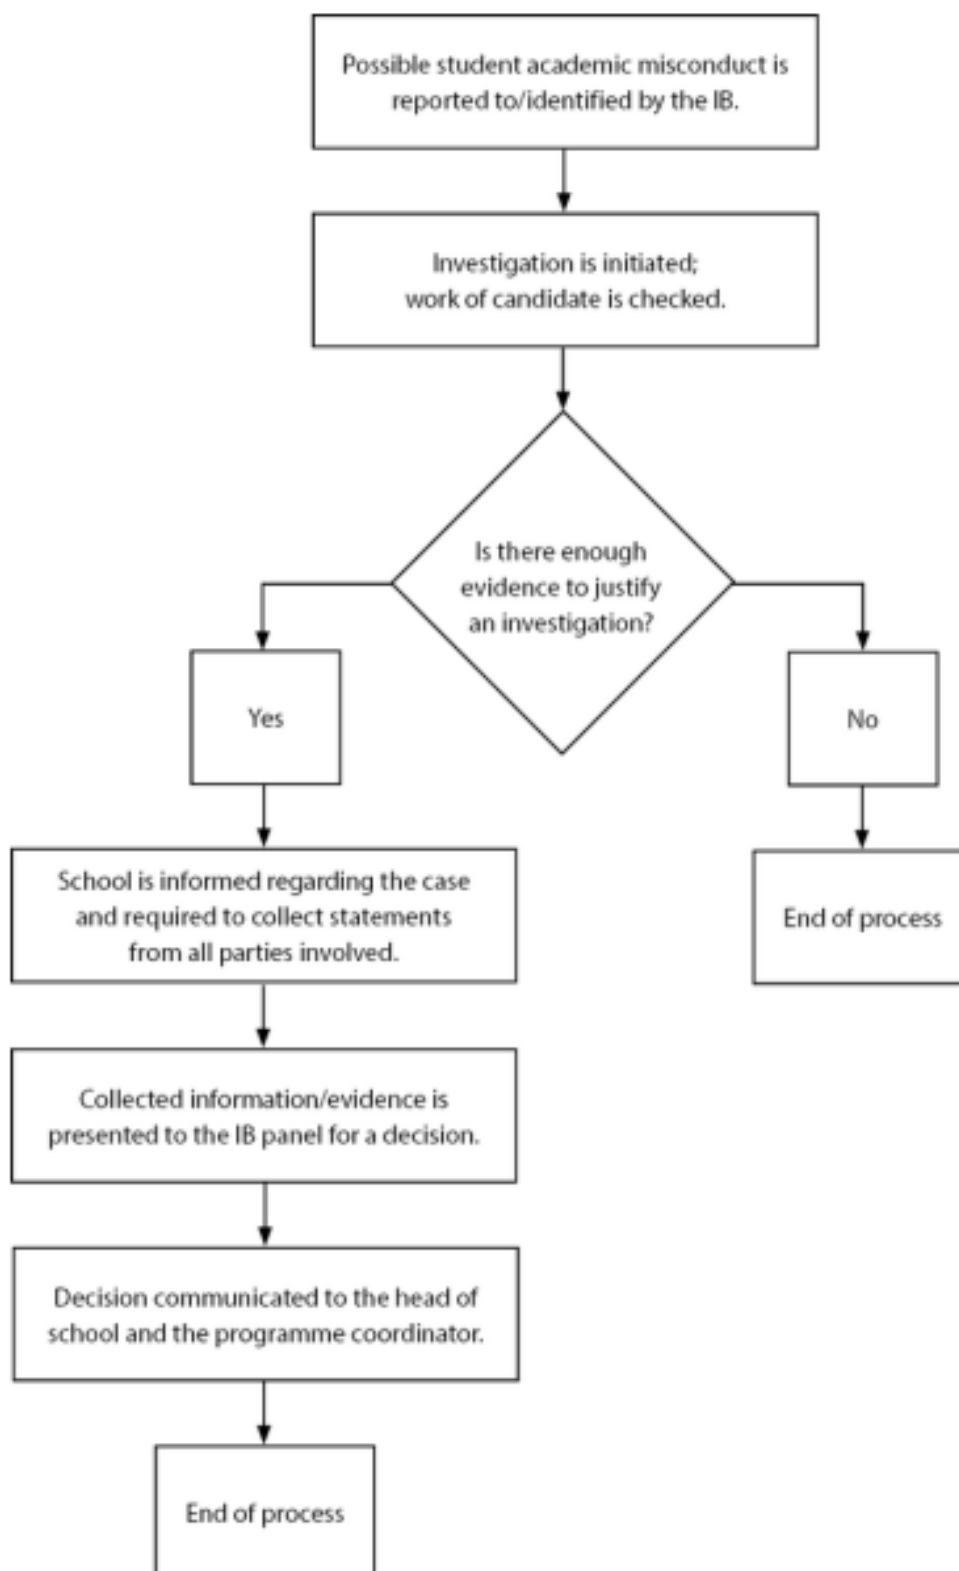 Possible student academic misconduct is
reported to/identified by the IB.
Investigation is initiated;
work of candidate is checked.
Is there enough
evidence to justify
an investigation?
Yes
No
School is informed regarding the case
and required to collect statements
from all parties involved.
End of process
Collected information/evidence is
presented to the IB panel for a decision.
Decision communicated to the head of
school and the programme coordinator.
End of process